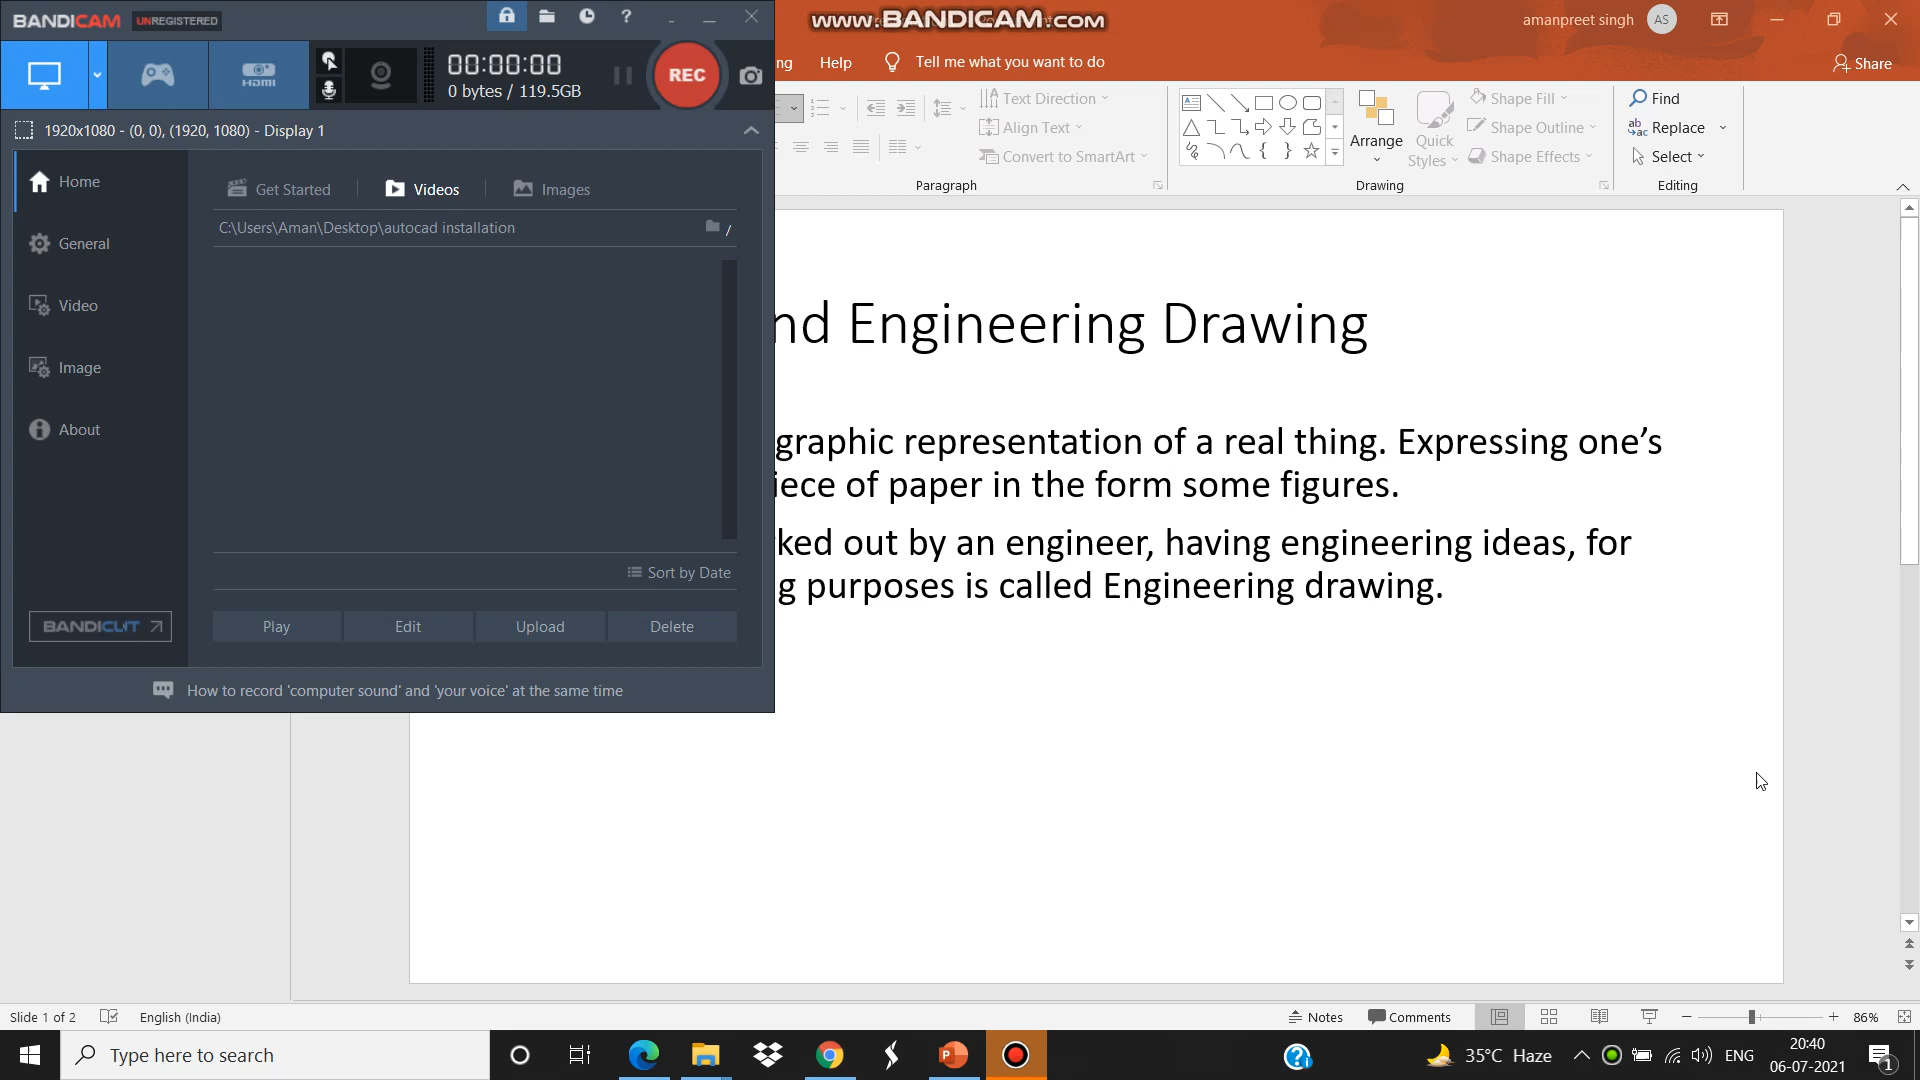 BANDICAM UNREGISTERED
?
www.BANDICAM.com
amanpreet singh AS
HDMI
00:00:00
0 bytes / 119.5GB
REC
Help
Tell me what you want to do
Share
1920x1080 - (0, 0), (1920, 1080) - Display 1
Text Direction
Align Text
Convert to SmartArt
Paragraph
Arrange
Quick
Styles
Shape Fill
Shape Outline
Shape Effects
Drawing
Find
Replace
Select
Editing
Home
General
Video
Image
About
BANDICUT
Get Started
Videos
Images
C:\Users\Aman\Desktop\autocad installation
Sort by Date
Play
Edit
Upload
Delete
How to record 'computer sound' and 'your voice' at the same time
nd Engineering Drawing
graphic representation of a real thing. Expressing one’s
iece of paper in the form some figures.
ked out by an engineer, having engineering ideas, for
g purposes is called Engineering drawing.
Slide 1 of 2
English (India)
Notes
Comments
86%
Type here to search
35°C Haze
ENG
20:40
06-07-2021
1